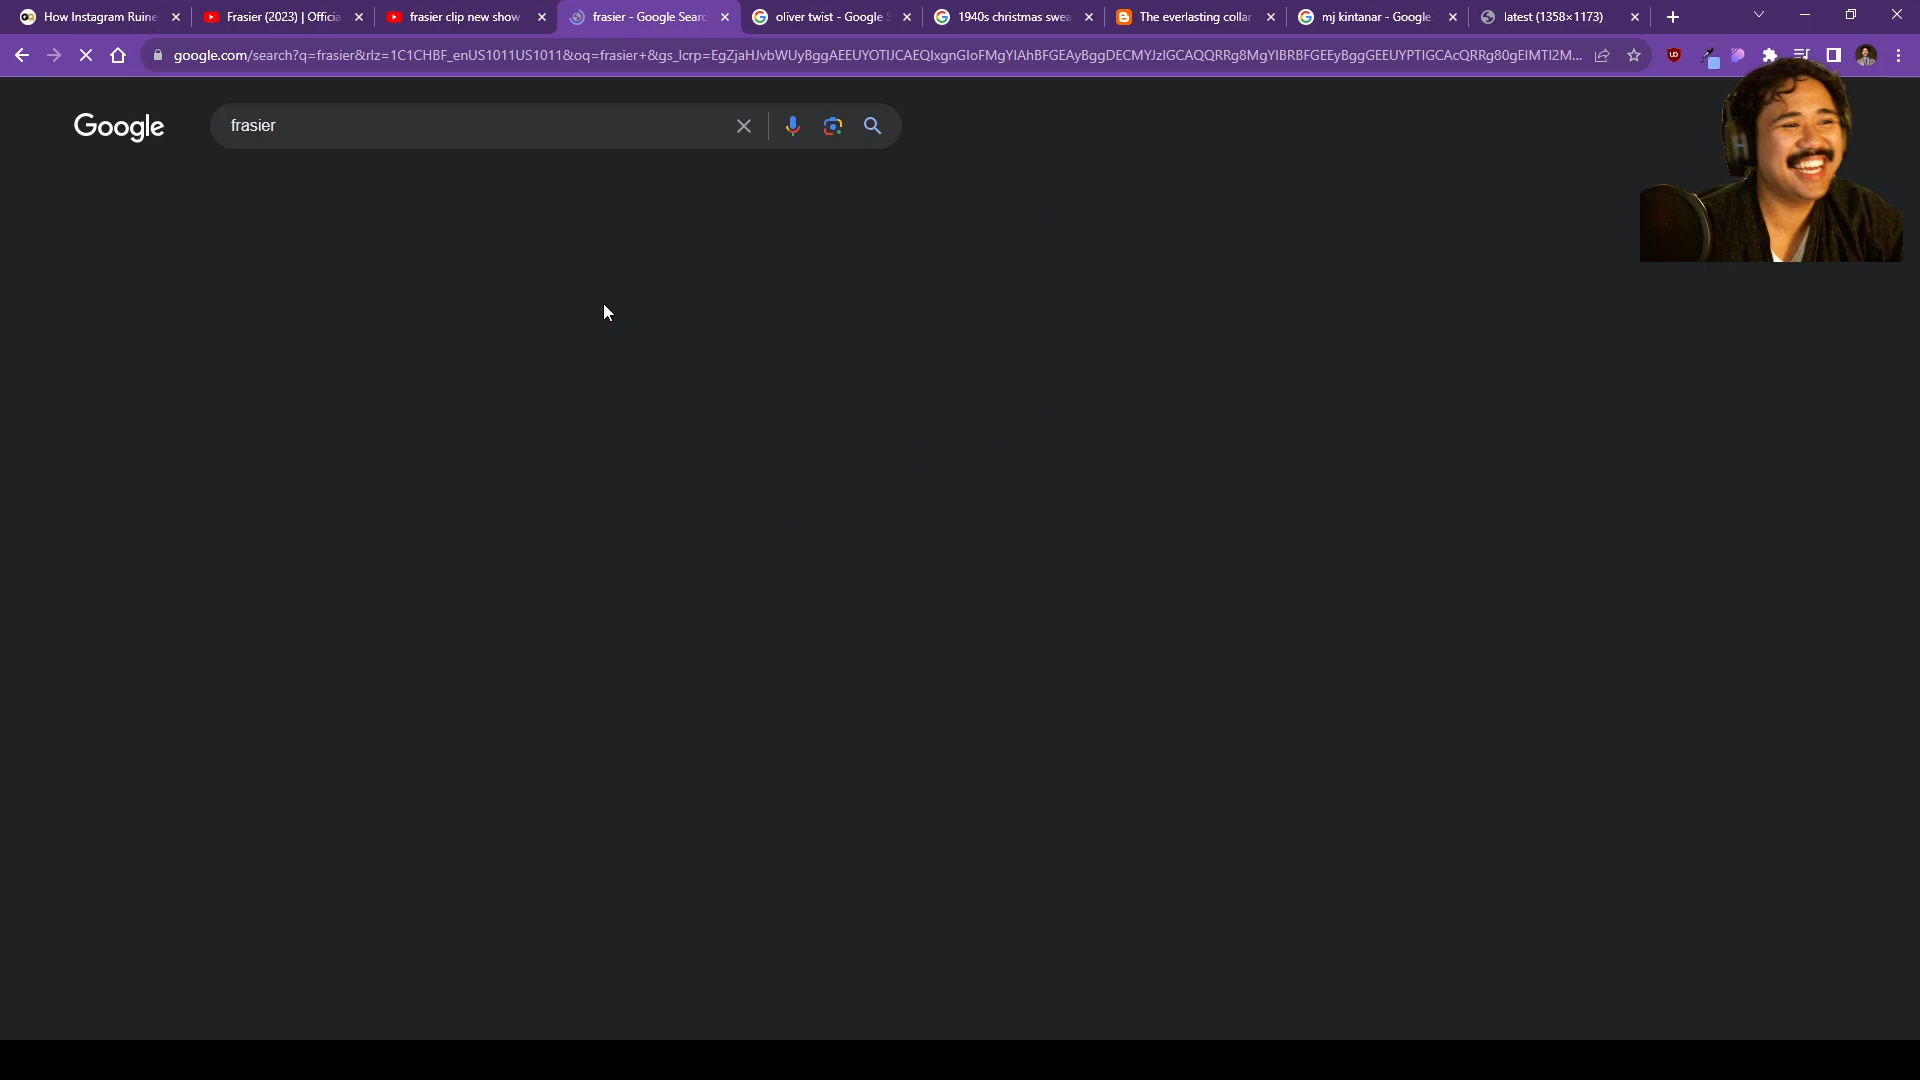 How Instagram Ruine
Frasier (2023) | Officia
frasier clip new show
frasier - Google Searc
oliver twist - Google S
1940s christmas swea
The everlasting collar
mj kintanar - Google
latest (1358×1173)
google.com/search?q=frasier&rlz=1C1CHBF_enUS1011US1011&oq=frasier+&gs_lcrp=EgZjaHJvbWUyBggAEEUYOTIJCAEQIxgnGIoFMgYIAhBFGEAyBggDECMYJzIGCAQQRRg8MgYIBRBFGEEyBggGEEUYPTIGCAcQRRg80gEIMTI2M...
Google
frasier